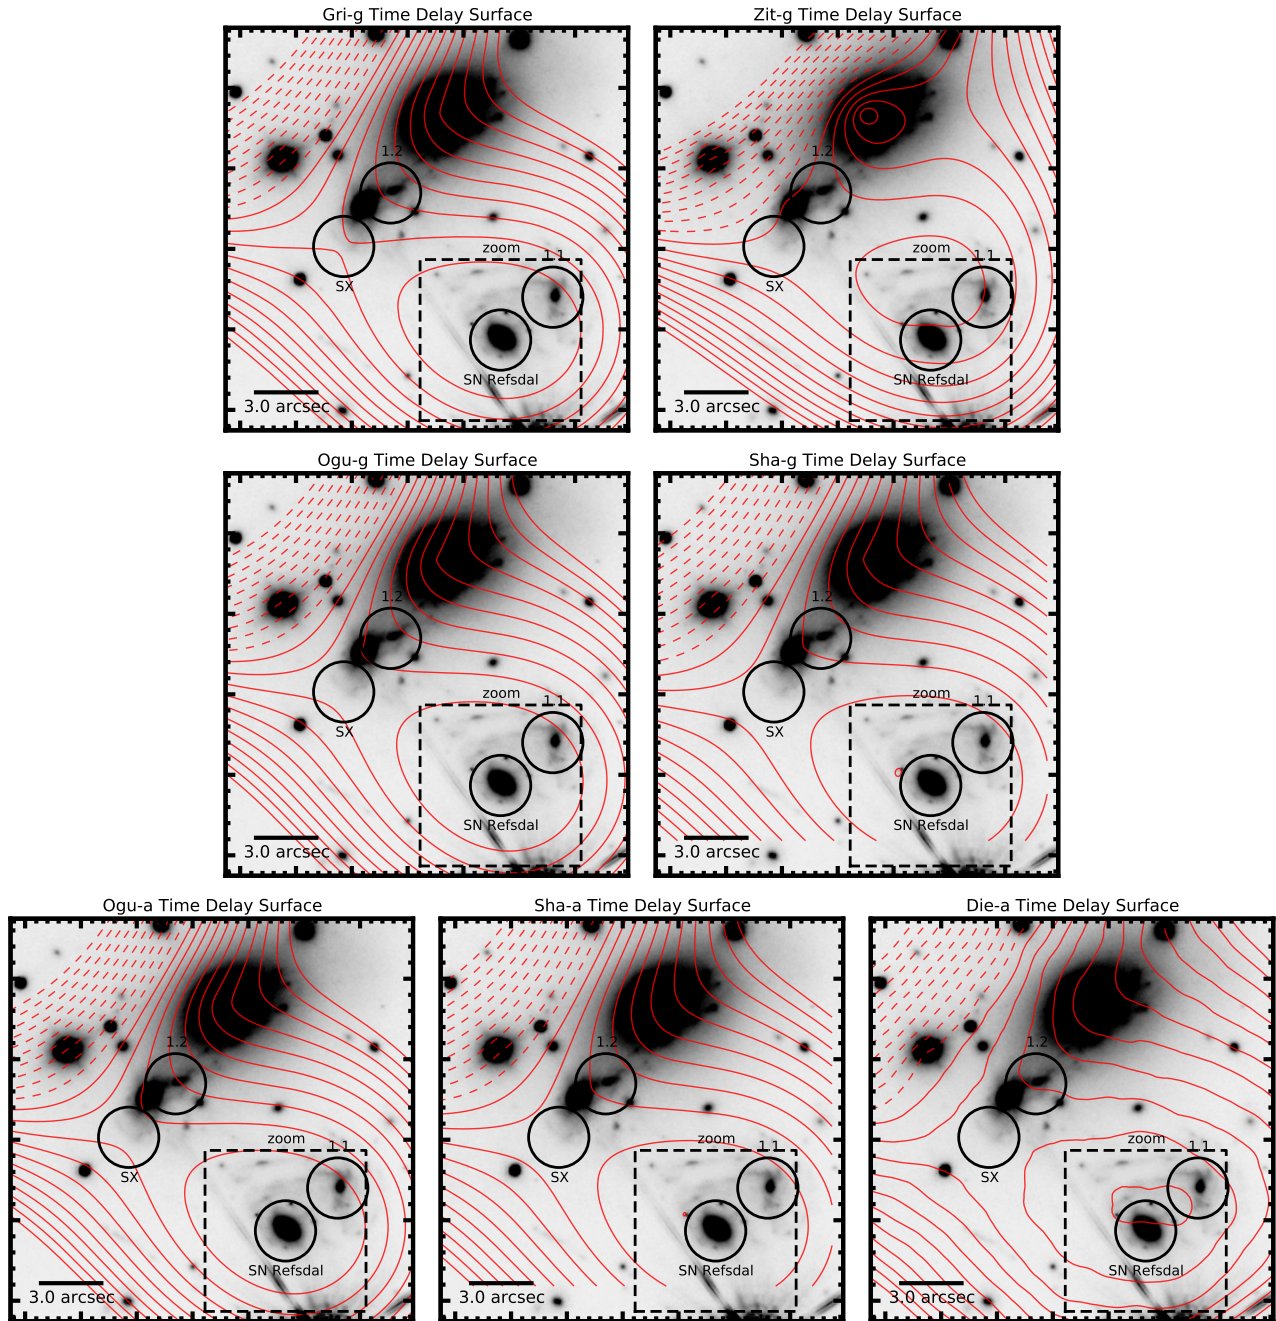 Gri-g Time Delay Surface
1.2
zoom
1.1
SX
SN Refsdal
3.0 arcsec
Zit-g Time Delay Surface
1.2
zoom
1.1
SX
SN Refsdal
3.0 arcsec
Ogu-g Time Delay Surface
1.2
zoom
1.1
SX
SN Refsdal
3.0 arcsec
Sha-g Time Delay Surface
1.2
zoom
1.1
SX
SN Refsdal
3.0 arcsec
Ogu-a Time Delay Surface
1.2
zoom
1.1
SX
SN Refsdal
3.0 arcsec
Sha-a Time Delay Surface
1.2
zoom
1.1
SX
SN Refsdal
3.0 arcsec
Die-a Time Delay Surface
1.2
zoom
1.1
SX
SN Refsdal
3.0 arcsec